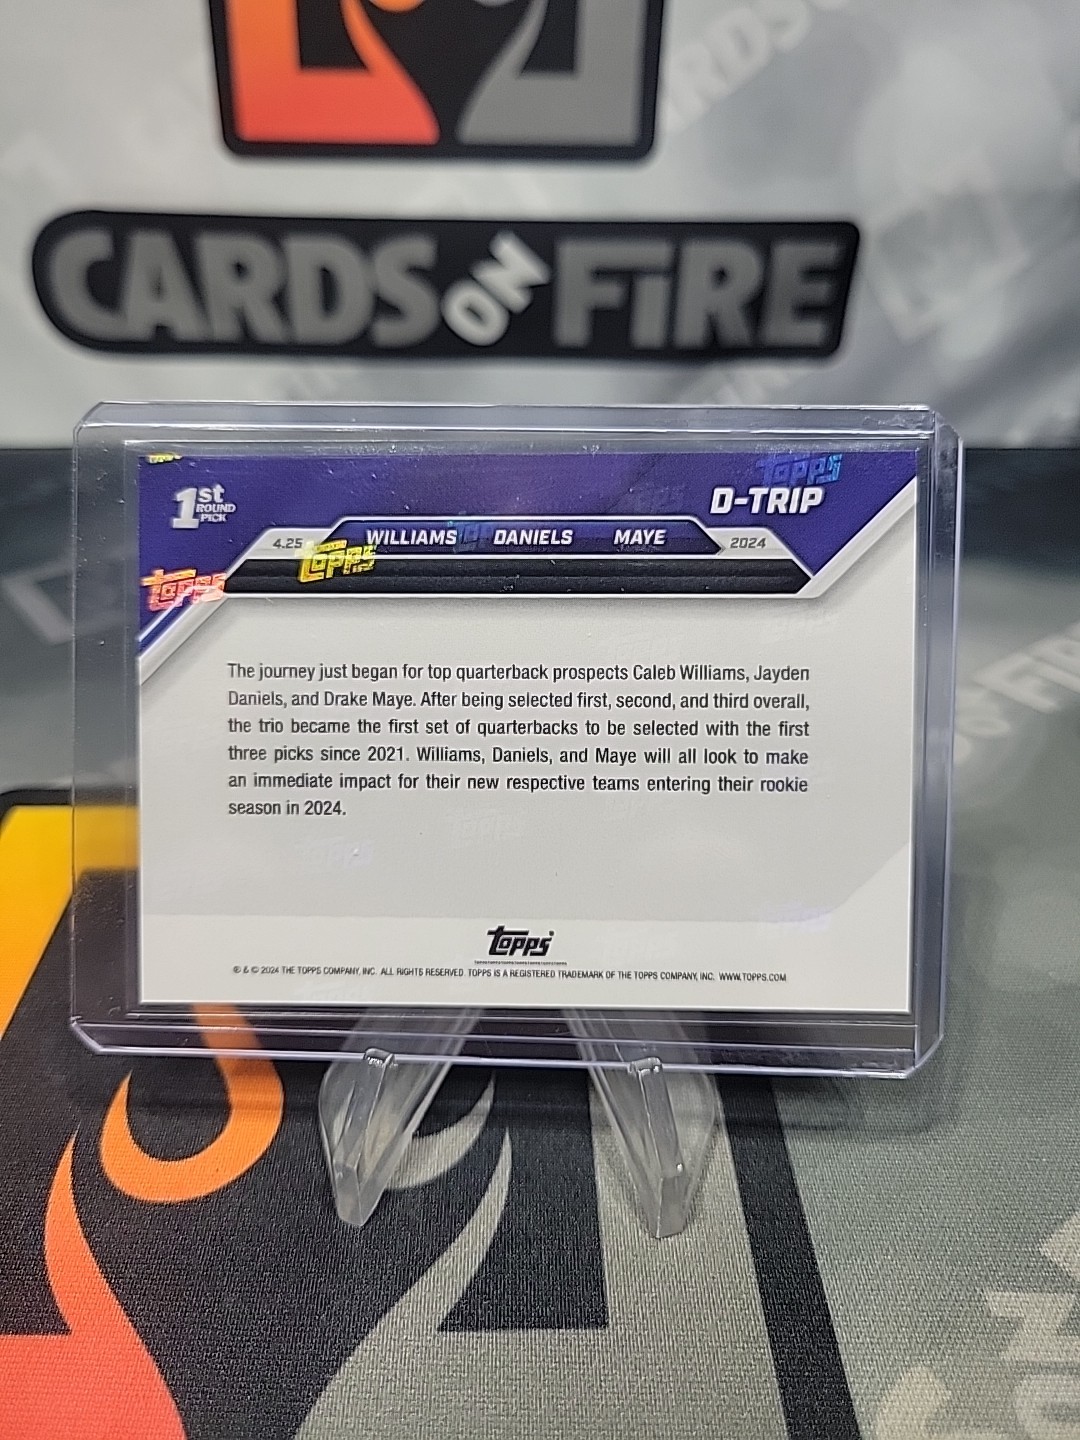 CARDS ON FiRE
1st ROUND PICK
D-TRIP
4.25 WILLIAMS DANIELS MAYE 2024
TOPPS
TOPPS
TOPPS
The journey just began for top quarterback prospects Caleb Williams, Jayden
Daniels, and Drake Maye. After being selected first, second, and third overall,
the trio became the first set of quarterbacks to be selected with the first
three picks since 2021. Williams, Daniels, and Maye will all look to make
an immediate impact for their new respective teams entering their rookie
season in 2024.
Topps
® & © 2024 THE TOPPS COMPANY, INC. ALL RIGHTS RESERVED. TOPPS IS A REGISTERED TRADEMARK OF THE TOPPS COMPANY, INC. WWW.TOPPS.COM